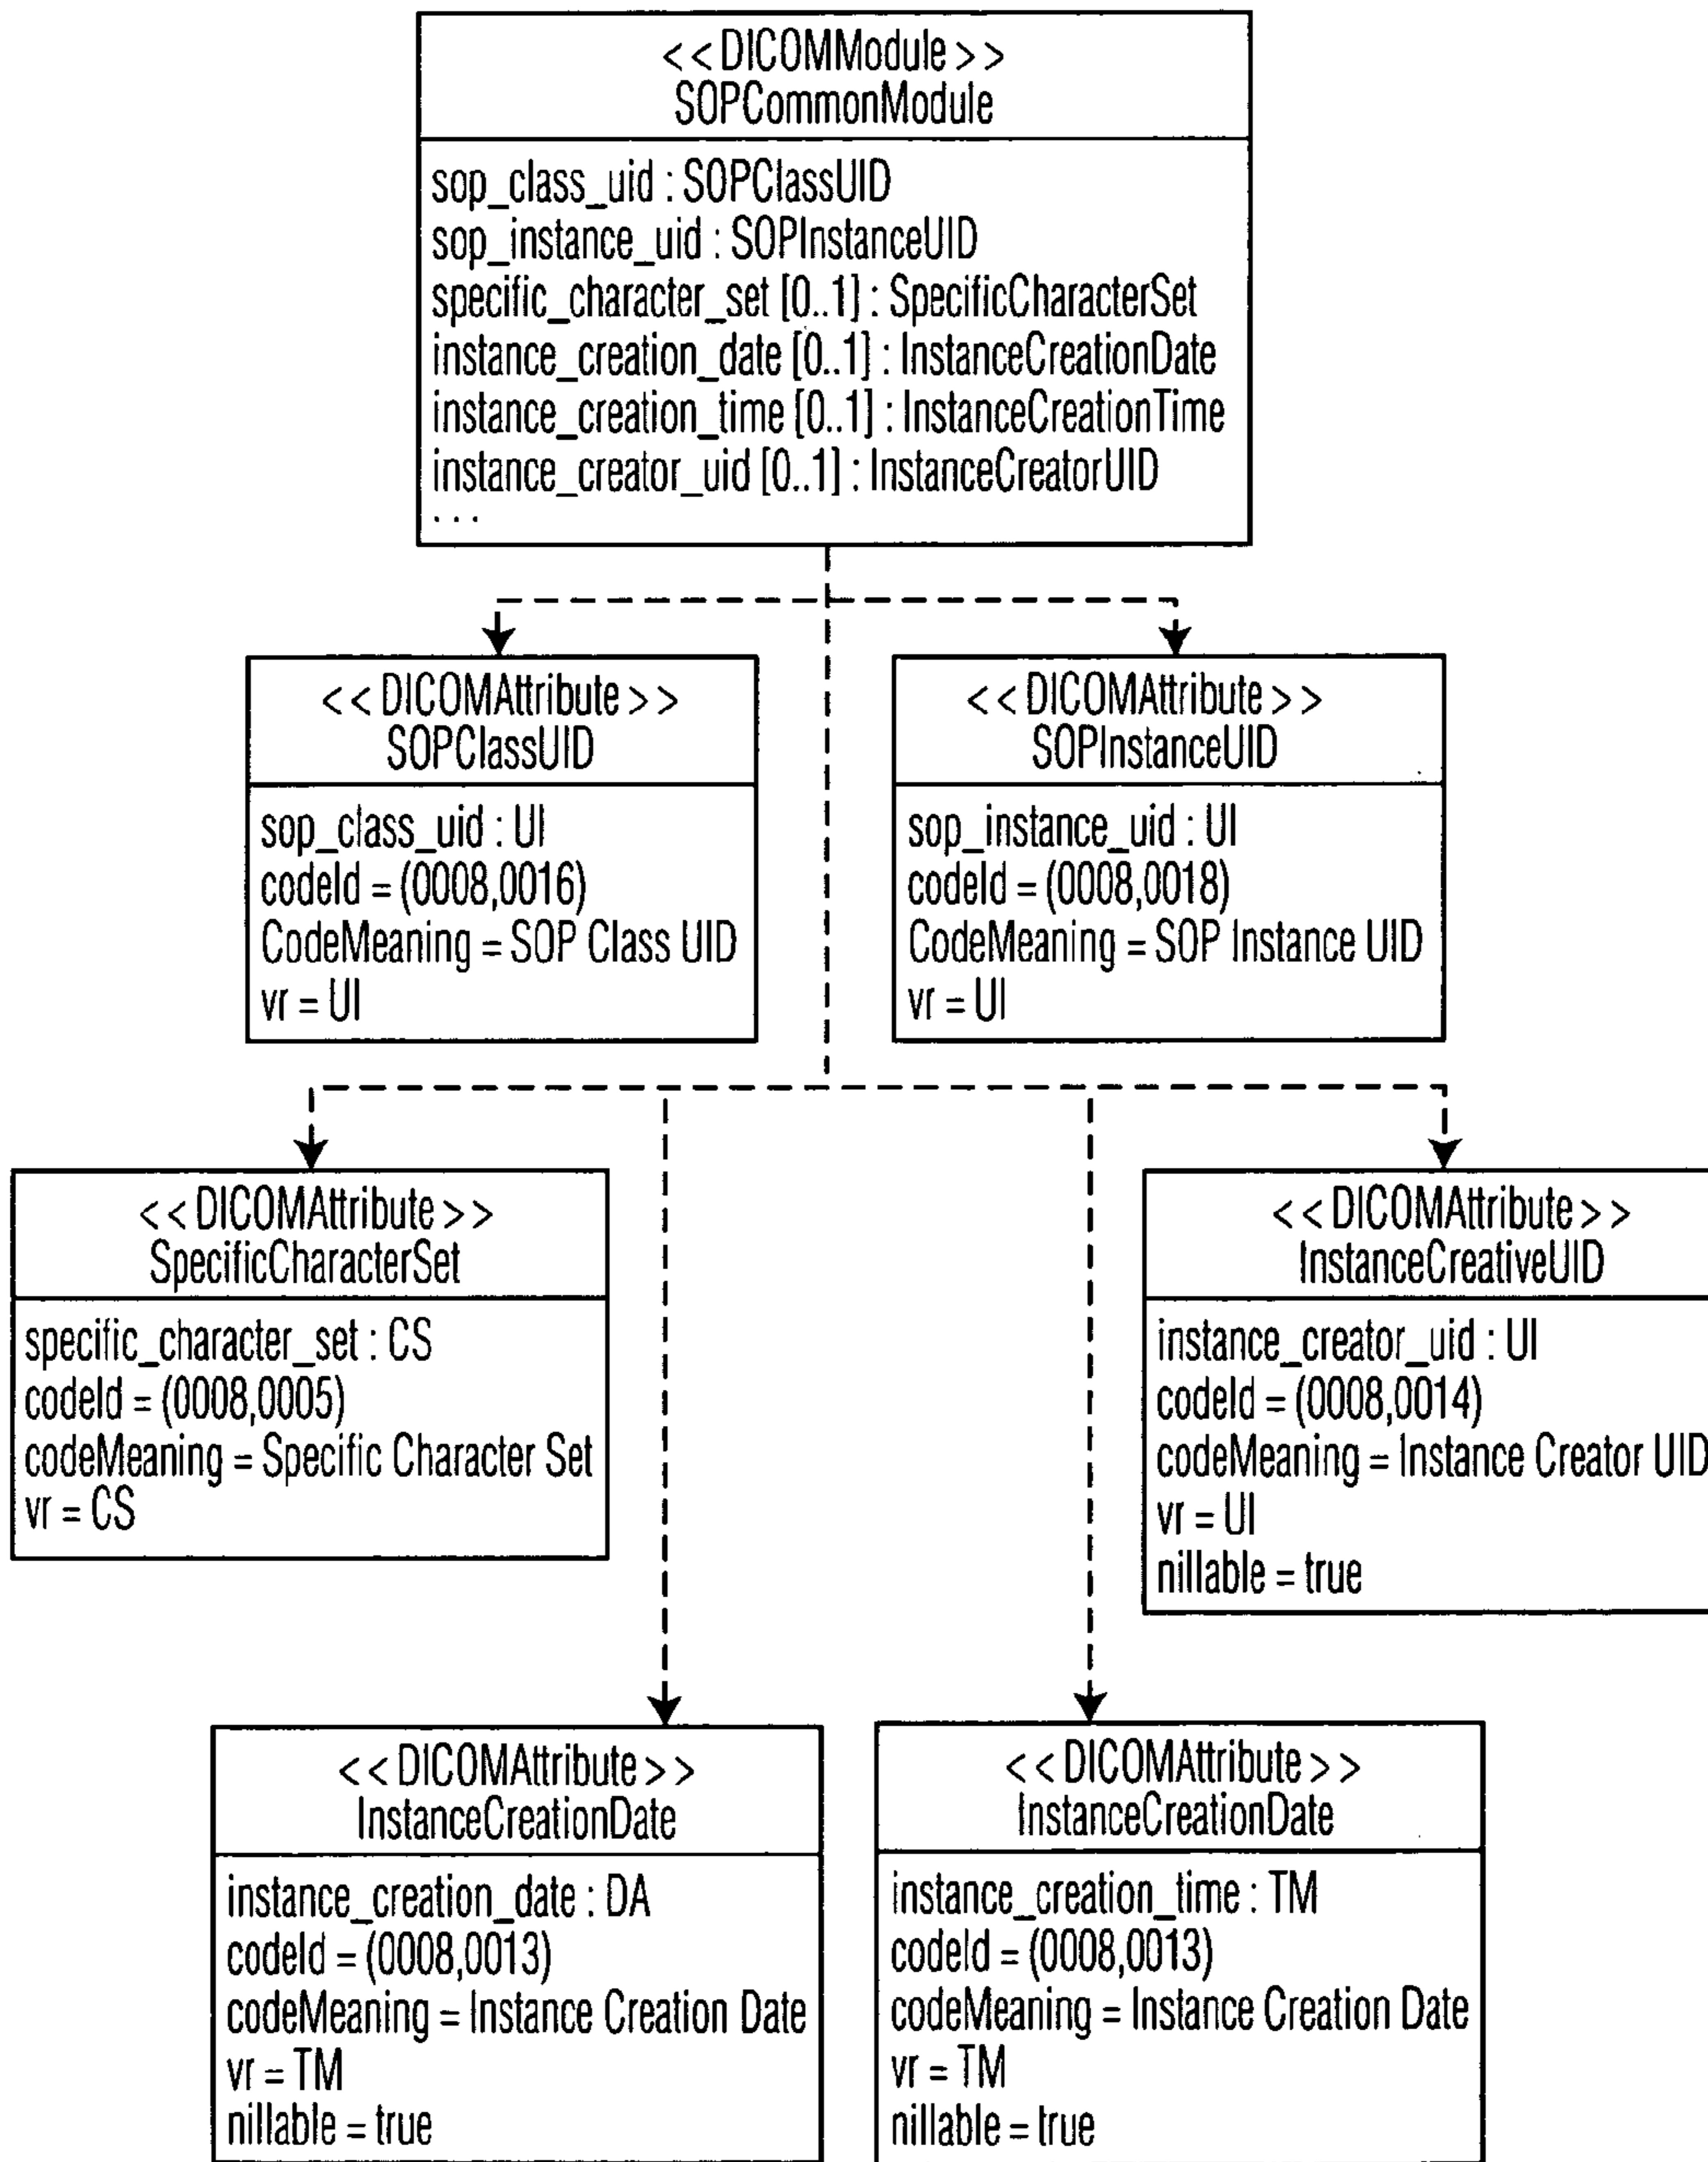 <<DICOMModule>>
SOPCommonModule
sop_class_uid : SOPClassUID
sop_instance_uid : SOPInstanceUID
specific_character_set [0..1] : SpecificCharacterSet
instance_creation_date [0..1] : InstanceCreationDate
instance_creation_time [0..1] : InstanceCreationTime
instance_creator_uid [0..1] : InstanceCreatorUID
. . .
<<DICOMAttribute>>
SOPClassUID
sop_class_uid : UI
codeId = (0008,0016)
CodeMeaning = SOP Class UID
vr = UI
<<DICOMAttribute>>
SOPInstanceUID
sop_instance_uid : UI
codeId = (0008,0018)
CodeMeaning = SOP Instance UID
vr = UI
<<DICOMAttribute>>
SpecificCharacterSet
specific_character_set : CS
codeId = (0008,0005)
codeMeaning = Specific Character Set
vr = CS
<<DICOMAttribute>>
InstanceCreativeUID
instance_creator_uid : UI
codeId = (0008,0014)
codeMeaning = Instance Creator UID
vr = UI
nillable = true
<<DICOMAttribute>>
InstanceCreationDate
instance_creation_date : DA
codeId = (0008,0013)
codeMeaning = Instance Creation Date
vr = TM
nillable = true
<<DICOMAttribute>>
InstanceCreationDate
instance_creation_time : TM
codeId = (0008,0013)
codeMeaning = Instance Creation Date
vr = TM
nillable = true